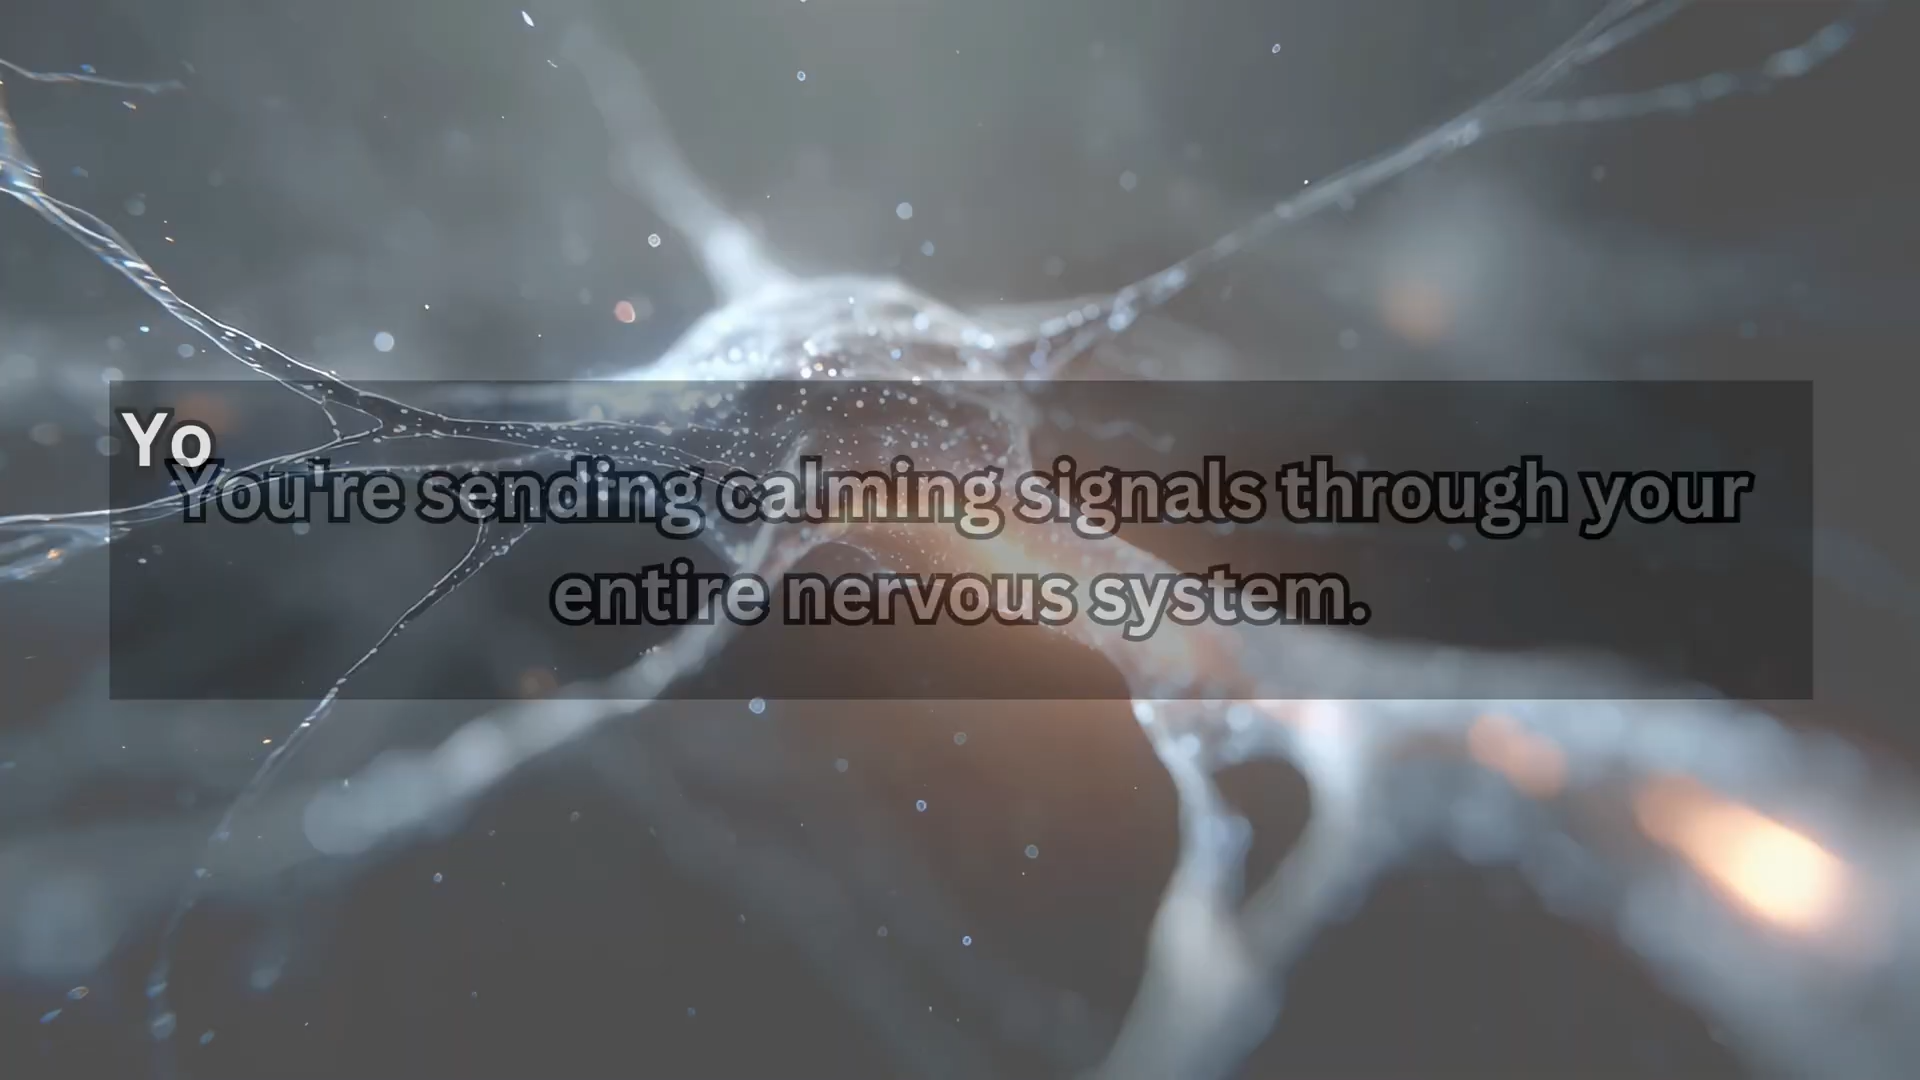 Yo
You're sending calming signals through your
entire nervous system.